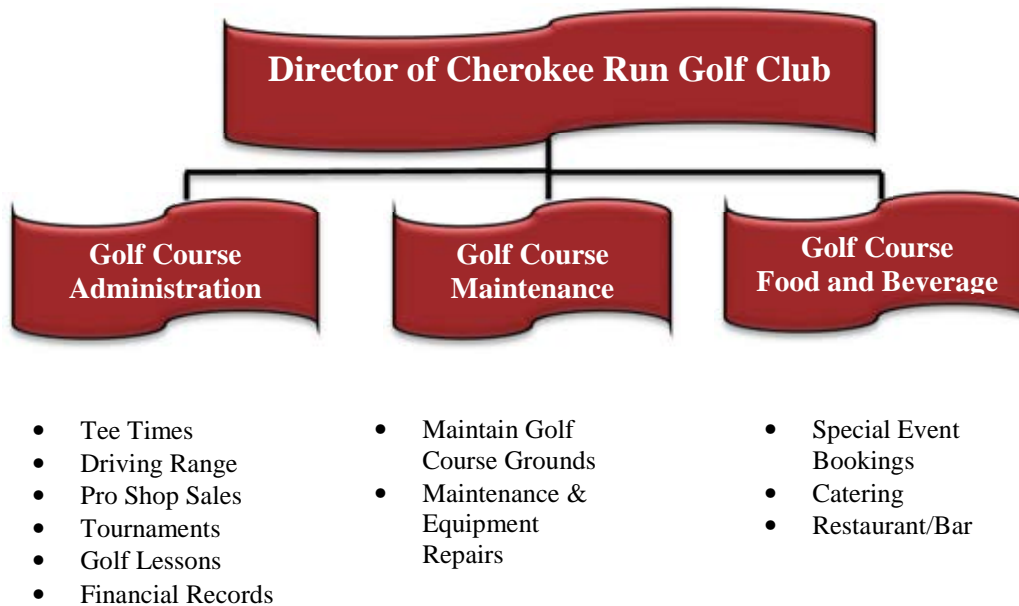 Director of Cherokee Run Golf Club
Golf Course
Administration
Golf Course
Maintenance
Golf Course
Food and Beverage
• Tee Times
• Driving Range
• Pro Shop Sales
• Tournaments
• Golf Lessons
• Financial Records
• Maintain Golf
Course Grounds
• Maintenance &
Equipment
Repairs
• Special Event
Bookings
• Catering
• Restaurant/Bar